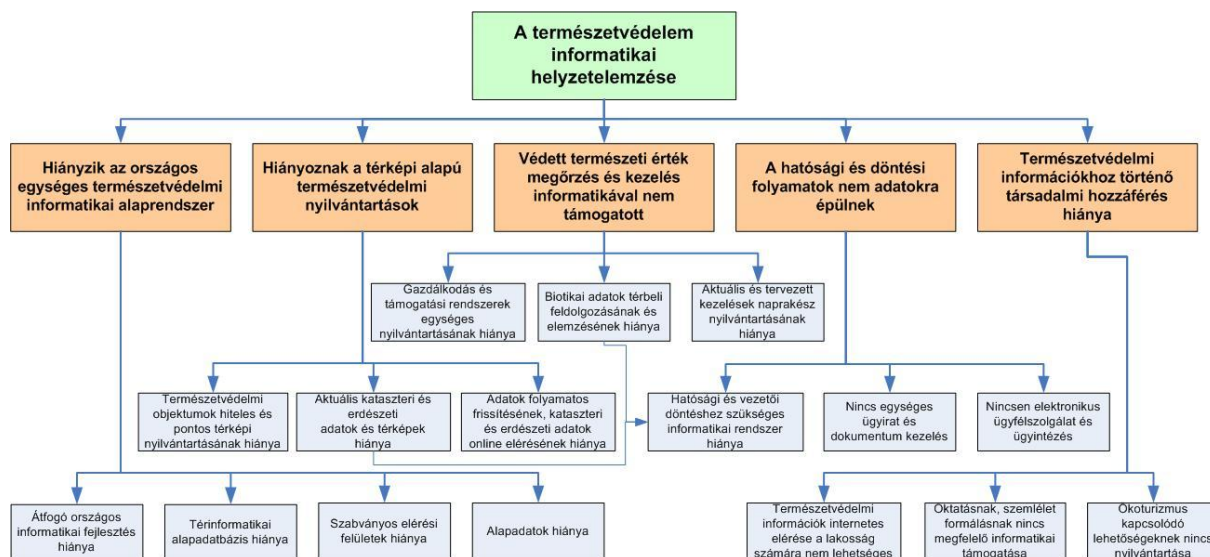 A természetvédelem
informatikai
helyzetelemzése
Hiányzik az országos
egységes természetvédelmi
informatikai alaprendszer
Hiányoznak a térképi alapú
természetvédelmi
nyilvántartások
Védett természeti érték
megőrzés és kezelés
informatikával nem
támogatott
A hatósági és döntési
folyamatok nem adatokra
épülnek
Természetvédelmi
információkhoz történő
társadalmi hozzáférés
hiánya
Gazdálkodás és
támogatási rendszerek
egységes
nyilvántartásának hiánya
Biotikai adatok térbeli
feldolgozásának és
elemzésének hiánya
Aktuális és tervezett
kezelések naprakész
nyilvántartásának
hiánya
Természetvédelmi
objektumok hiteles és
pontos térképi
nyilvántartásának hiánya
Aktuális kataszteri és
erdészeti
adatok és térképek
hiánya
Adatok folyamatos
frissítésének, kataszteri
és erdészeti adatok
online elérésének hiánya
Hatósági és vezetői
döntéshez szükséges
informatikai rendszer
hiánya
Nincs egységes
ügyirat és
dokumentum kezelés
Nincsen elektronikus
ügyfélszolgálat és
ügyintézés
Átfogó országos
informatikai fejlesztés
hiánya
Térinformatikai
alapadatbázis hiánya
Szabványos elérési
felületek hiánya
Alapadatok hiánya
Természetvédelmi
információk internetes
elérése a lakosság
számára nem lehetséges
Oktatásnak, szemlélet
formálásnak nincs
megfelelő informatikai
támogatása
Ökoturizmus
kapcsolódó
lehetőségeknek nincs
nyilvántartása